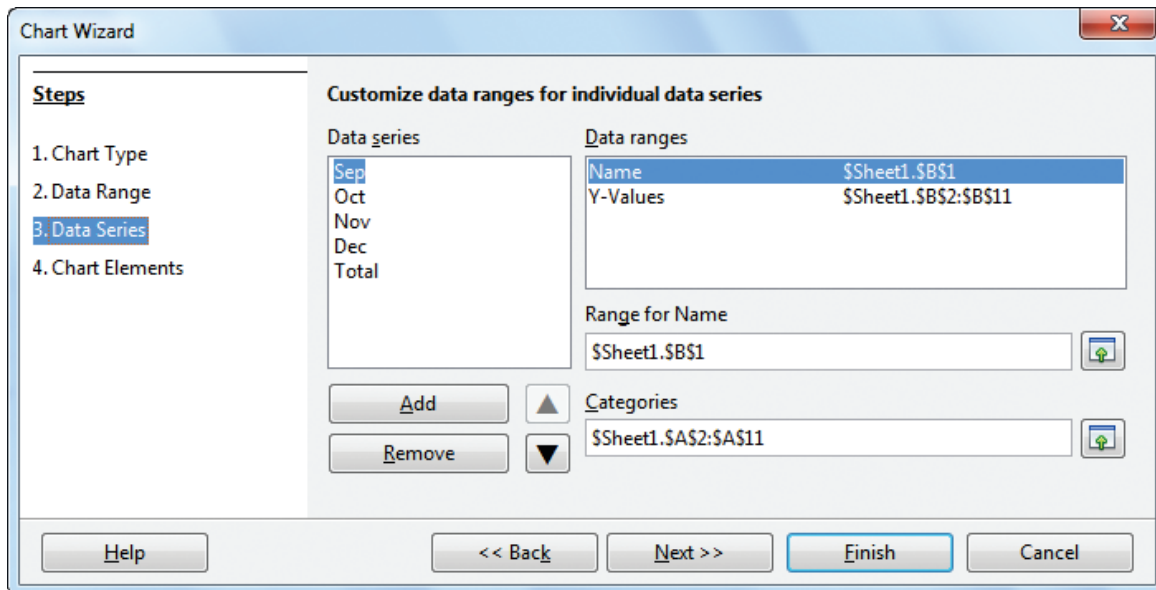 Chart Wizard
Steps
1. Chart Type
2. Data Range
3. Data Series
4. Chart Elements
Customize data ranges for individual data series
Data series
Sep
Oct
Nov
Dec
Total
Add
Remove
Data ranges
Name $Sheet1.$B$1
Y-Values $Sheet1.$B$2:$B$11
Range for Name
$Sheet1.$B$1
Categories
$Sheet1.$A$2:$A$11
Help
<< Back
Next >>
Finish
Cancel